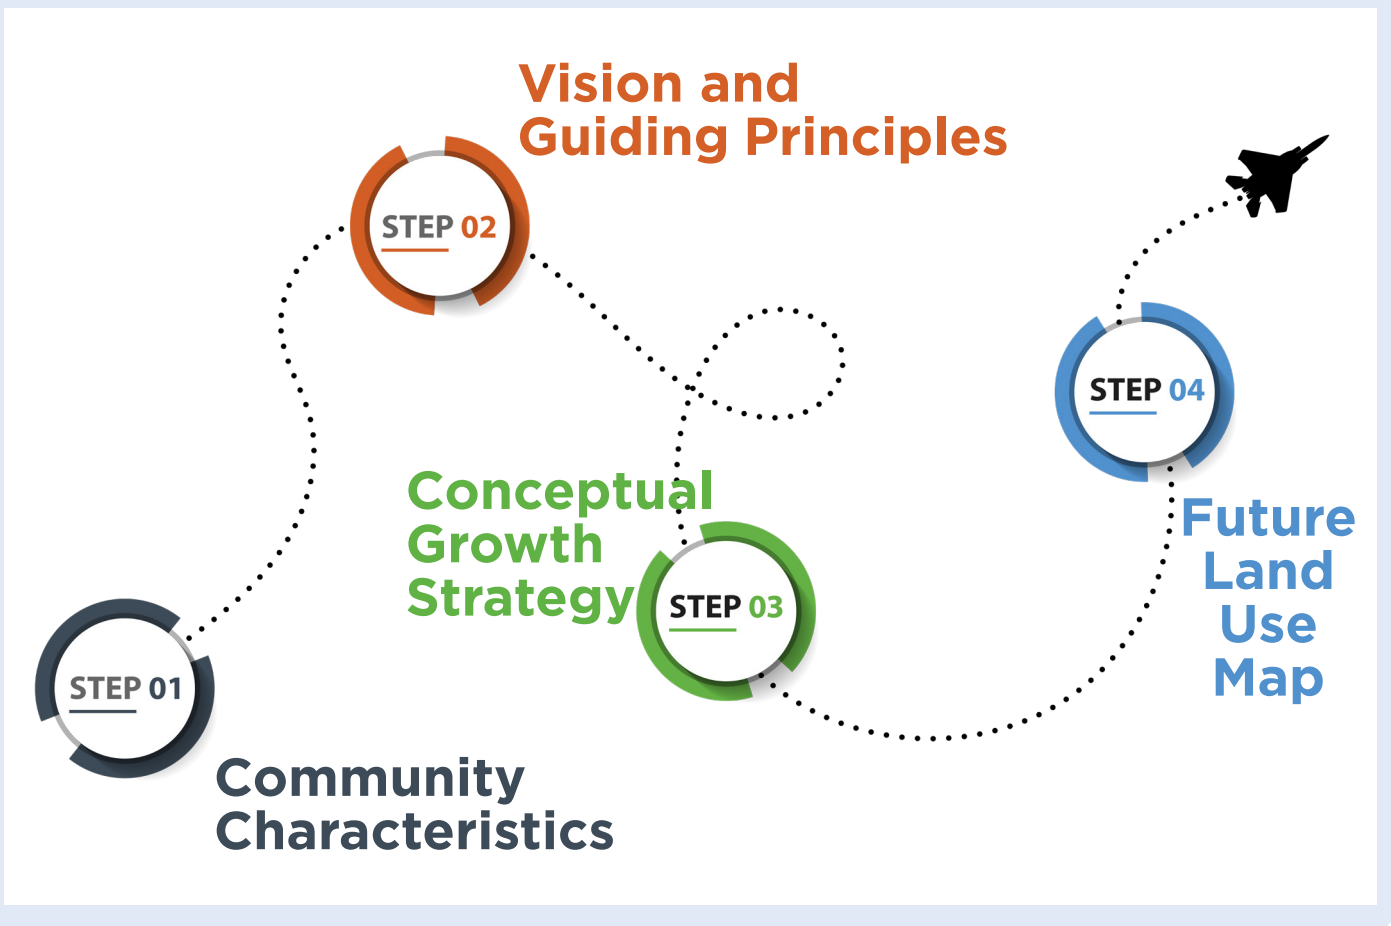 STEP 01
Community
Characteristics
STEP 02
Vision and
Guiding Principles
STEP 03
Conceptual
Growth
Strategy
STEP 04
Future
Land
Use
Map